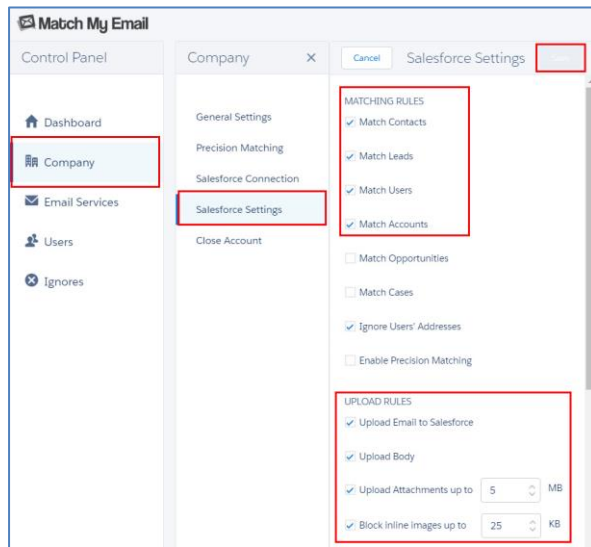 Match My Email
Control Panel
Dashboard
Company
Email Services
Users
Ignores
Company ×
General Settings
Precision Matching
Salesforce Connection
Salesforce Settings
Close Account
Cancel Salesforce Settings
MATCHING RULES
Match Contacts
Match Leads
Match Users
Match Accounts
Match Opportunities
Match Cases
Ignore Users' Addresses
Enable Precision Matching
UPLOAD RULES
Upload Email to Salesforce
Upload Body
Upload Attachments up to 5 MB
Block inline images up to 25 KB